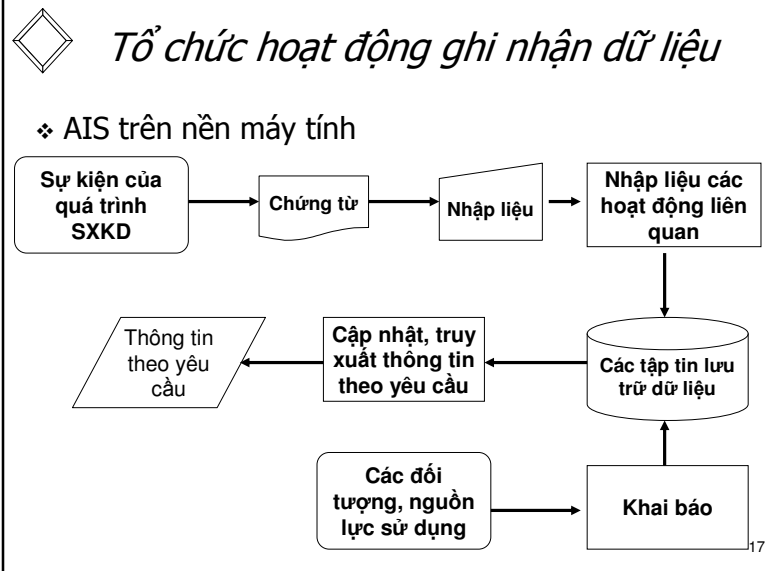 Tổ chức hoạt động ghi nhận dữ liệu
AIS trên nền máy tính
Sự kiện của
quá trình
SXKD
Chứng từ
Nhập liệu
Nhập liệu các
hoạt động liên
quan
Thông tin
theo yêu
cầu
Cập nhật, truy
xuất thông tin
theo yêu cầu
Các tập tin lưu
trữ dữ liệu
Các đối
tượng, nguồn
lực sử dụng
Khai báo
17